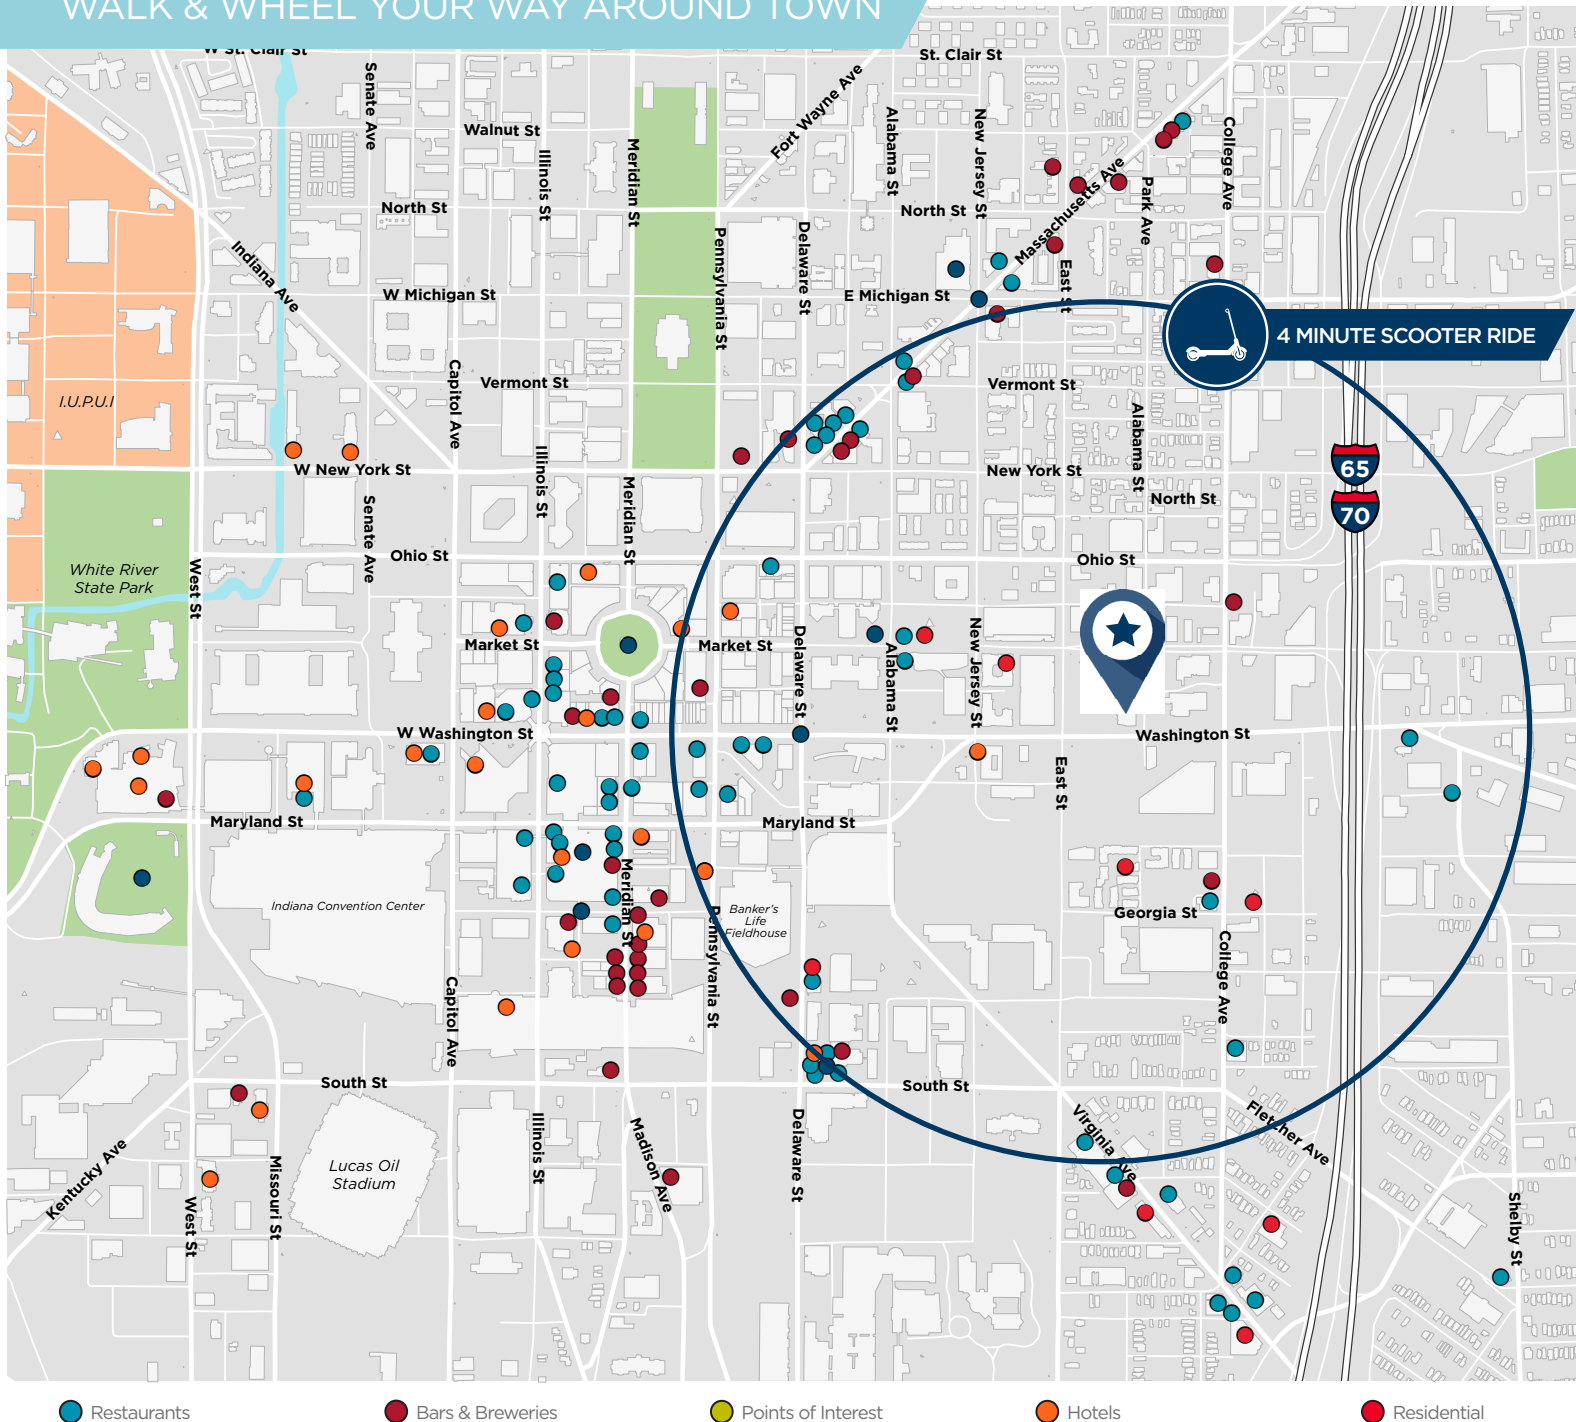 WALK & WHEEL YOUR WAY AROUND TOWN
W St. Clair St
St. Clair St
Senate Ave
Fort Wayne Ave
Walnut St
Alabama St
New Jersey St
College Ave
Illinois St
Meridian St
Massachusetts Ave
Park Ave
North St
North St
Pennsylvania St
Delaware St
Indiana Ave
W Michigan St
E Michigan St
East St
4 MINUTE SCOOTER RIDE
I.U.P.U.I
Capitol Ave
Vermont St
Vermont St
Alabama St
Illinois St
W New York St
New York St
65
Meridian St
Senate Ave
North St
70
Ohio St
Ohio St
White River
State Park
West St
Market St
Market St
Delaware St
Alabama St
New Jersey St
W Washington St
Washington St
East St
Maryland St
Maryland St
Meridian St
Indiana Convention Center
Banker's
Life
Fieldhouse
Pennsylvania St
Georgia St
College Ave
Capitol Ave
South St
South St
Virginia Ave
Fletcher Ave
Kentucky Ave
Missouri St
Lucas Oil
Stadium
Illinois St
Madison Ave
Delaware St
West St
Shelby St
Restaurants
Bars & Breweries
Points of Interest
Hotels
Residential